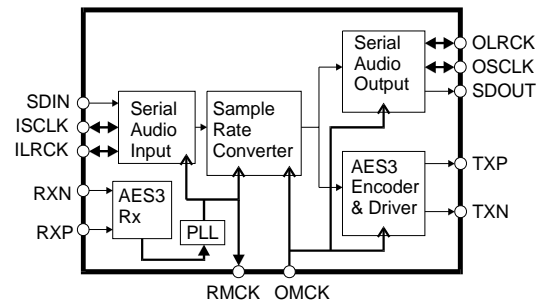 SDIN
ISCLK
ILRCK
RXN
RXP
Serial
Audio
Input
AES3
Rx
PLL
Sample
Rate
Converter
Serial
Audio
Output
AES3
Encoder
& Driver
OLRCK
OSCLK
SDOUT
TXP
TXN
RMCK
OMCK